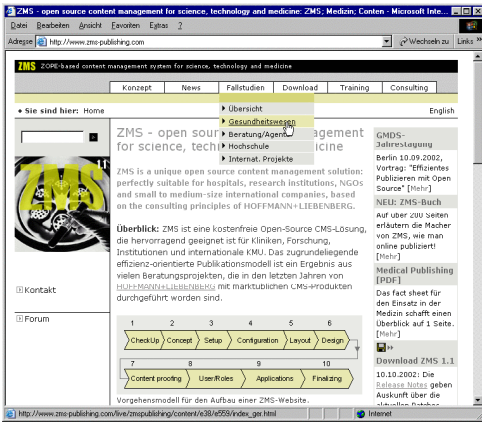 ZMS - open source content management for science, technology and medicine: ZMS; Medizin; Conten - Microsoft Inte...
Datei Bearbeiten Ansicht Favoriten Extras ?
Adresse http://www.zms-publishing.com Wechseln zu Links »
ZMS ZOPE-based content management system for science, technology and medicine
Konzept News Fallstudien Download Training Consulting
Sie sind hier: Home English
Übersicht
Gesundheitswesen
Beratung/Agentu
Hochschule
Internat. Projekte
ZMS - open sour agement
for science, tech icine
ZMS is a unique open source content management solution:
perfectly suitable for hospitals, research institutions, NGOs
and small to medium-size international companies, based
on the consulting principles of HOFFMANN+LIEBENBERG.
Überblick: ZMS ist eine kostenfreie Open-Source CMS-Lösung,
die hervorragend geeignet ist für Kliniken, Forschung,
Institutionen und internationale KMU. Das zugrundeliegende
effizienz-orientierte Publikationsmodell ist ein Ergebnis aus
vielen Beratungsprojekten, die in den letzten Jahren von
HOFFMANN+LIEBENBERG mit marktüblichen CMS-Produkten
durchgeführt worden sind.
1 2 3 4 5 6
CheckUp Concept Setup Configuration Layout Design
7 8 9 10
Content proofing User/Roles Applications Finalizing
Vorgehensmodell für den Aufbau einer ZMS-Website.
ZMS 1.1
Kontakt
Forum
GMDS-
Jahrestagung
Berlin 10.09.2002,
Vortrag: "Effizientes
Publizieren mit Open
Source" [Mehr]
NEU: ZMS-Buch
Auf über 200 Seiten
erläutern die Macher
von ZMS, wie man
online publiziert!
[Mehr]
Medical Publishing
[PDF]
Das fact sheet für
den Einsatz in der
Medizin schafft einen
Überblick auf 1 Seite.
[Mehr]
Download ZMS 1.1
10.10.2002: Die
Release Notes geben
Auskunft über die
aktuellen Patches
http://www.zms-publishing.com/live/zmspublishing/content/e38/e559/index_ger.html Internet